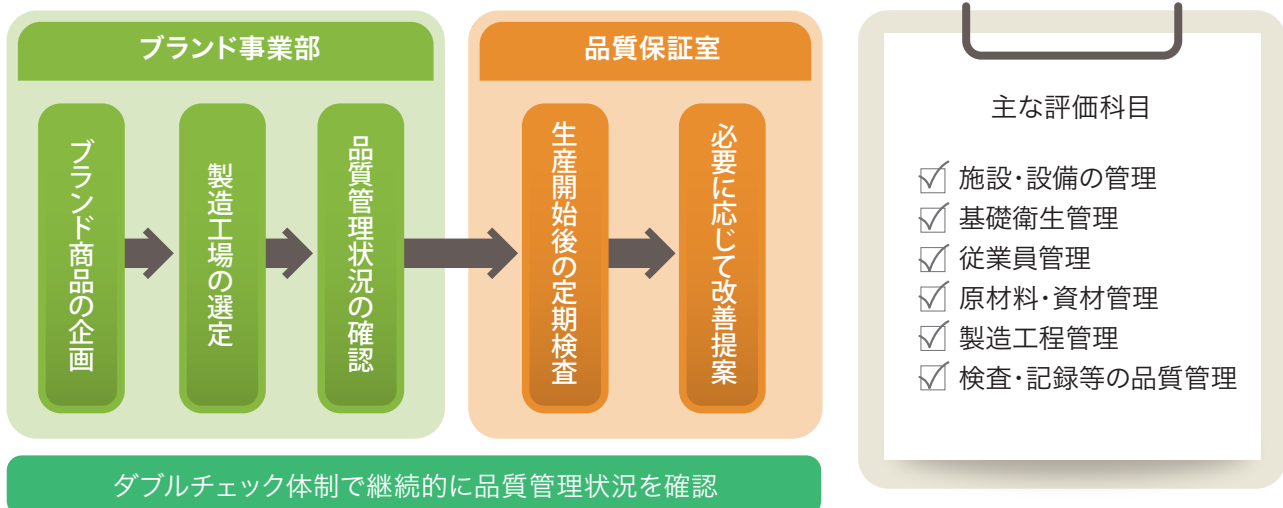 ブランド事業部
ブランド商品の企画
製造工場の選定
品質管理状況の確認
品質保証室
生産開始後の定期検査
必要に応じて改善提案
ダブルチェック体制で継続的に品質管理状況を確認
主な評価科目
施設・設備の管理
基礎衛生管理
従業員管理
原材料・資材管理
製造工程管理
検査・記録等の品質管理